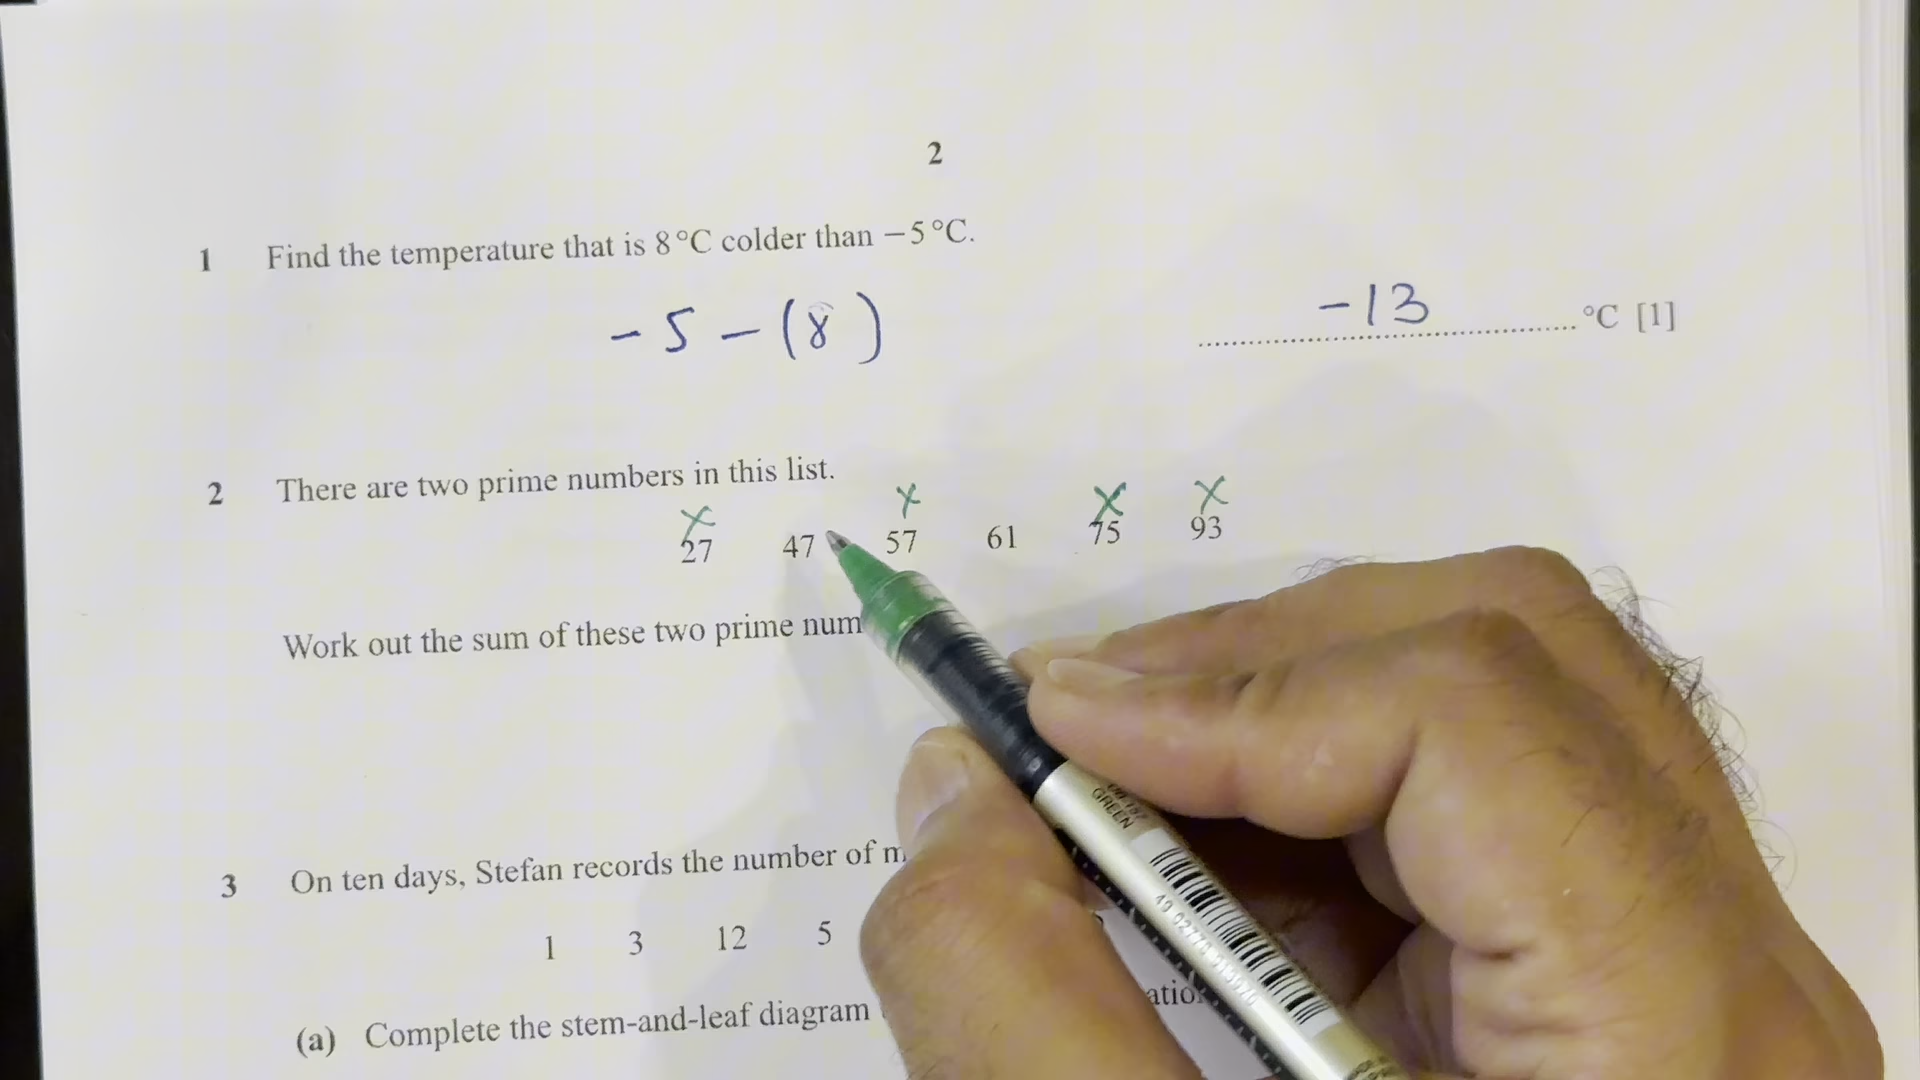 2
1 Find the temperature that is 8 °C colder than −5 °C.
−5 − (8)
−13 °C [1]
2 There are two prime numbers in this list.
x x x x
27 47 57 61 75 93
Work out the sum of these two prime num
3 On ten days, Stefan records the number of m
1 3 12 5
(a) Complete the stem-and-leaf diagram
GREEN